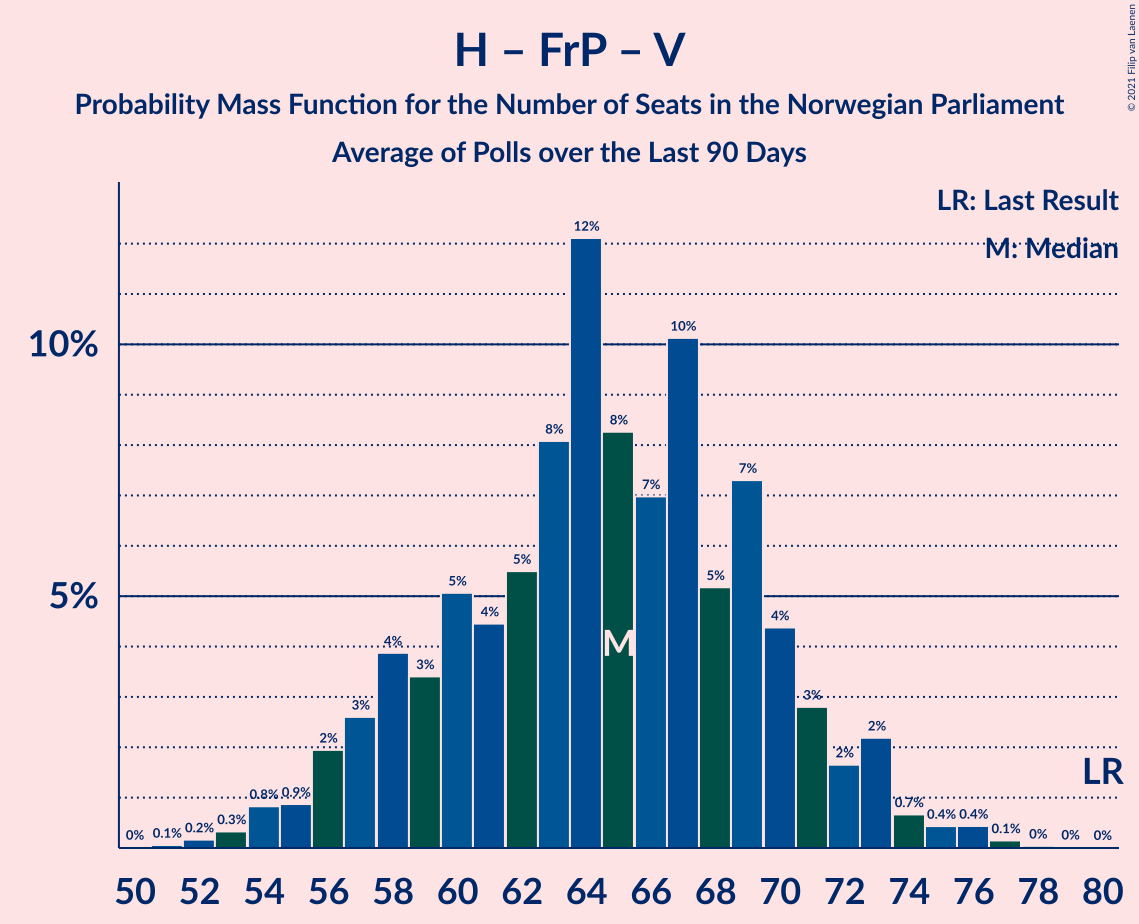 H – FrP – V
Probability Mass Function for the Number of Seats in the Norwegian Parliament
Average of Polls over the Last 90 Days
© 2021 Filip van Laenen
LR: Last Result
M: Median
10%
5%
0% 0.1% 0.2% 0.3% 0.8% 0.9% 2% 3% 4% 3% 5% 4% 5% 8% 12% 8% 7% 10% 5% 7% 4% 3% 2% 2% 0.7% 0.4% 0.4% 0.1% 0% 0% 0%
M
LR
50 52 54 56 58 60 62 64 66 68 70 72 74 76 78 80